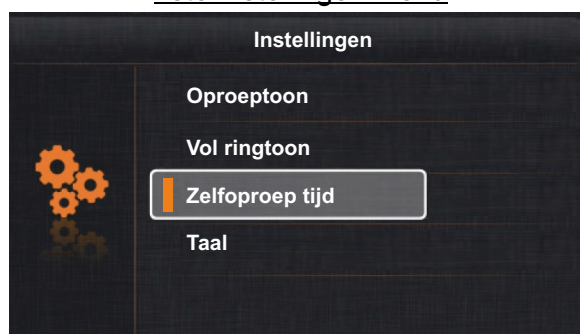 Instellingen
Oproeptoon
Vol ringtoon
Zelfoproep tijd
Taal